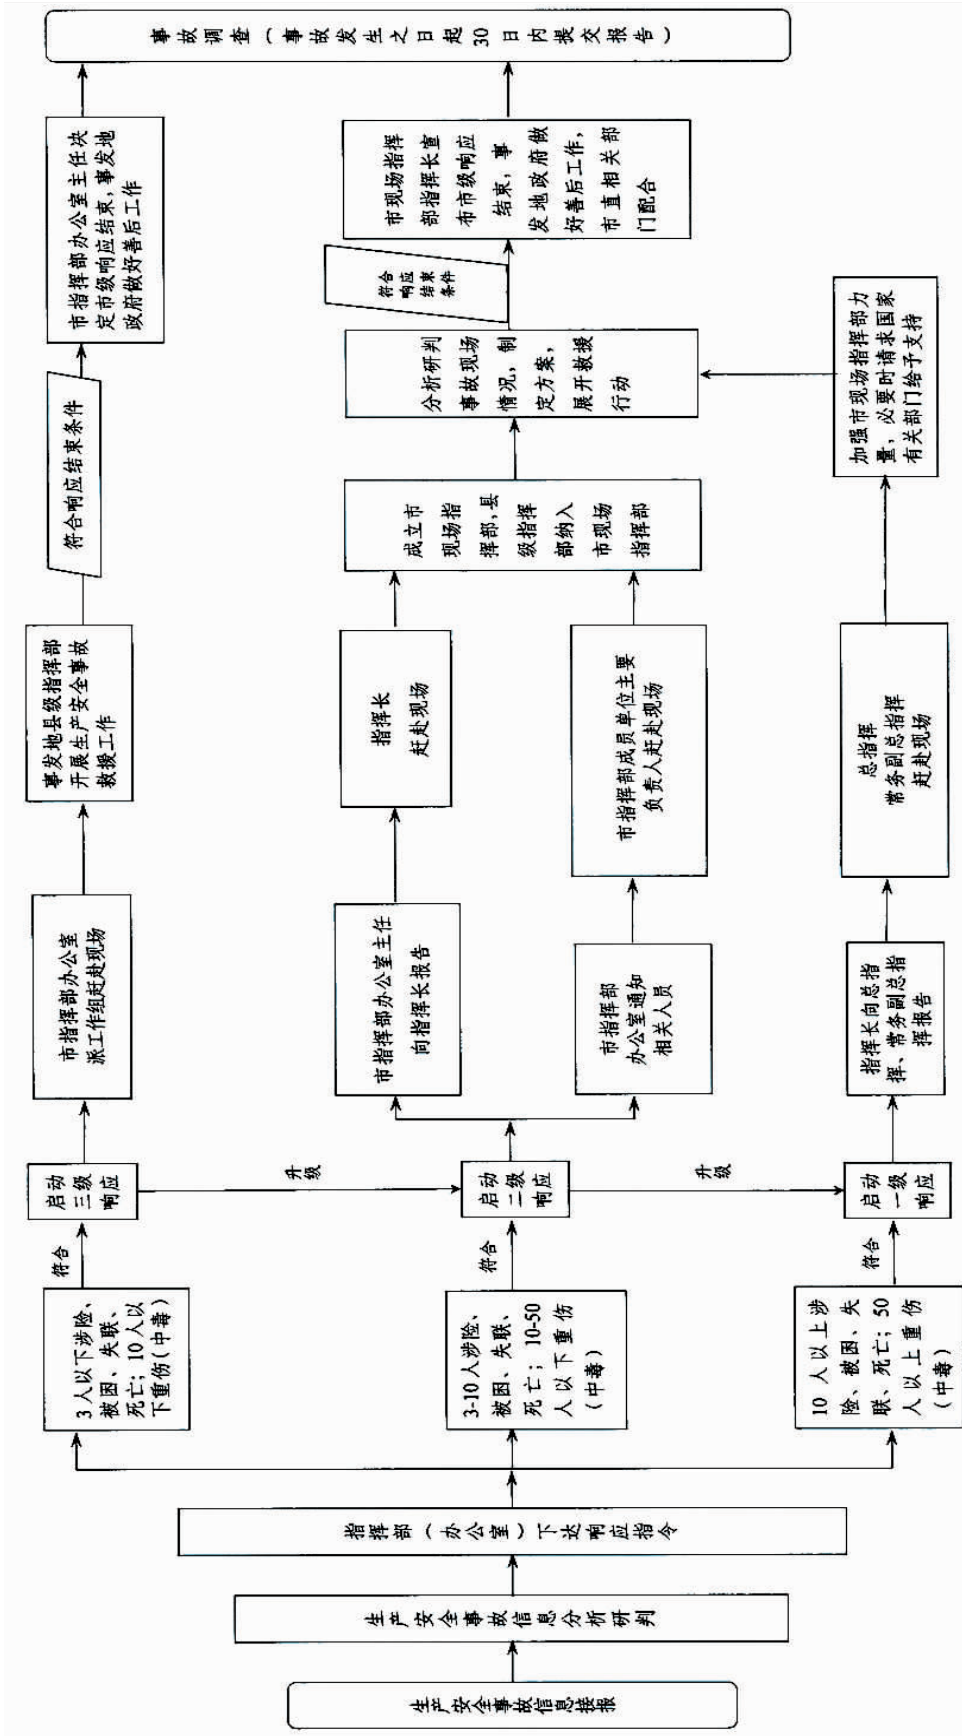 生产安全事故信息接报
生产安全事故信息分析研判
指挥部（办公室）下达响应指令
3人以下涉险、
被困、失联、
死亡；10人以
下重伤(中毒)
符合
启动
三级
响应
市指挥部办公室
派工作组赶赴现场
事发地县级指挥部
开展生产安全事故
救援工作
符合响应结束条件
市指挥部办公室主任决
定市级响应结束,事发地
政府做好善后工作
升级
3-10人涉险、
被困、失联、
死亡；10-50
人以下重伤
（中毒）
符合
启动
二级
响应
市指挥部办公室主任
向指挥长报告
指挥长
赶赴现场
市指挥部
办公室通知
相关人员
市指挥部成员单位主要
负责人赶赴现场
成立市
现场指
挥部,县
级指挥
部纳入
市现场
指挥部
分析研判
事故现场
情况，制
定方案，
展开救援
行动
符合
响应
结束
条件
市现场指挥
部指挥长宣
布市级响应
结束，事
发地政府做
好善后工作，
市直相关部
门配合
升级
10人以上涉
险、被困、失
联、死亡；50
人以上重伤
（中毒）
符合
启动
一级
响应
指挥长向总指
挥、常务副总指
挥报告
总指挥
常务副总指挥
赶赴现场
加强市现场指挥部力
量，必要时请求国家
有关部门给予支持
事故调查（事故发生之日起30日内提交报告）